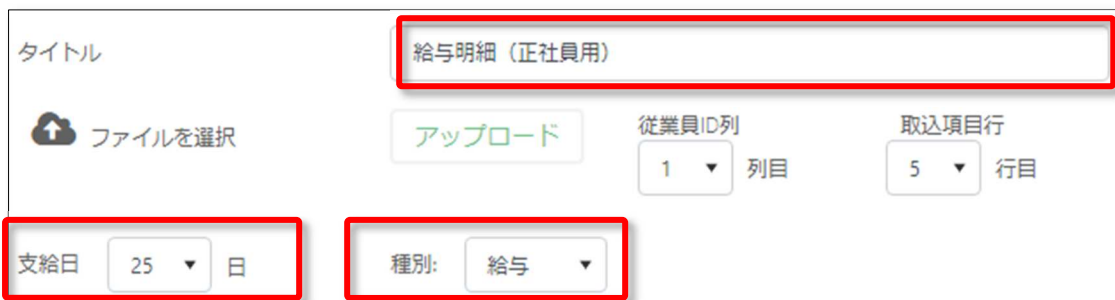 タイトル 給与明細（正社員用）
ファイルを選択 アップロード 従業員ID列 取込項目行
1 列目 5 行目
支給日 25 日 種別: 給与